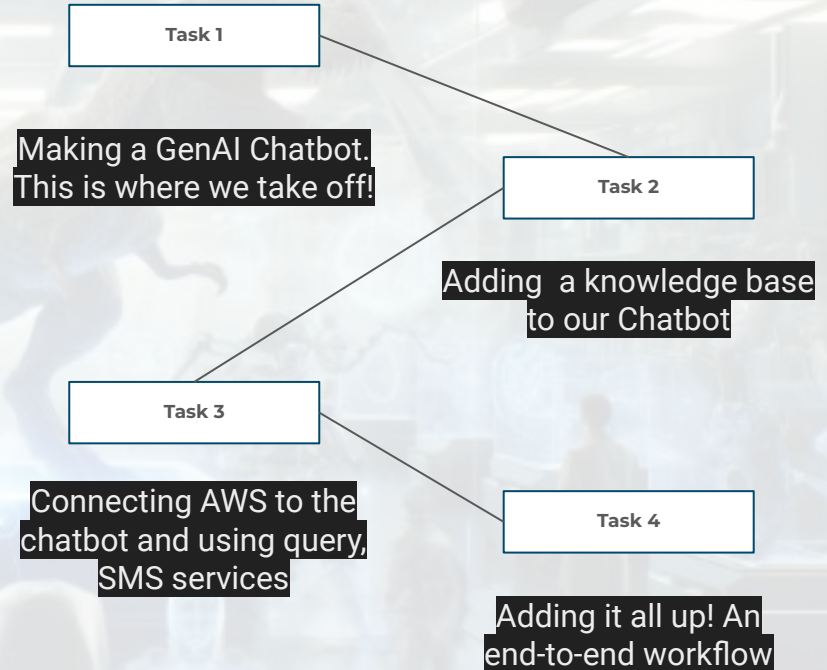 Task 1
Making a GenAI Chatbot.
This is where we take off!
Task 2
Adding  a knowledge base
to our Chatbot
Task 3
Connecting AWS to the
chatbot and using query,
SMS services
Task 4
Adding it all up! An
end-to-end workflow